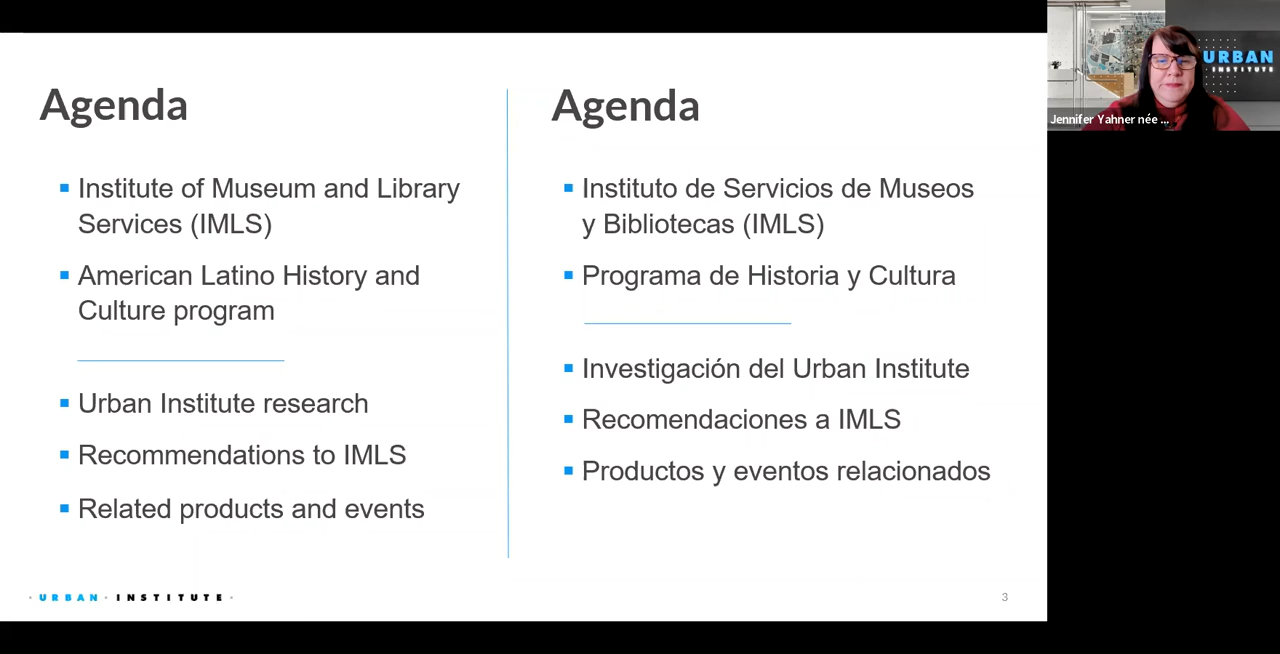 Agenda
Institute of Museum and Library
Services (IMLS)
American Latino History and
Culture program
Urban Institute research
Recommendations to IMLS
Related products and events
Agenda
Instituto de Servicios de Museos
y Bibliotecas (IMLS)
Programa de Historia y Cultura
Investigación del Urban Institute
Recomendaciones a IMLS
Productos y eventos relacionados
· URBAN · INSTITUTE ·
3
URBAN
INSTITUTE
Jennifer Yahner née ...